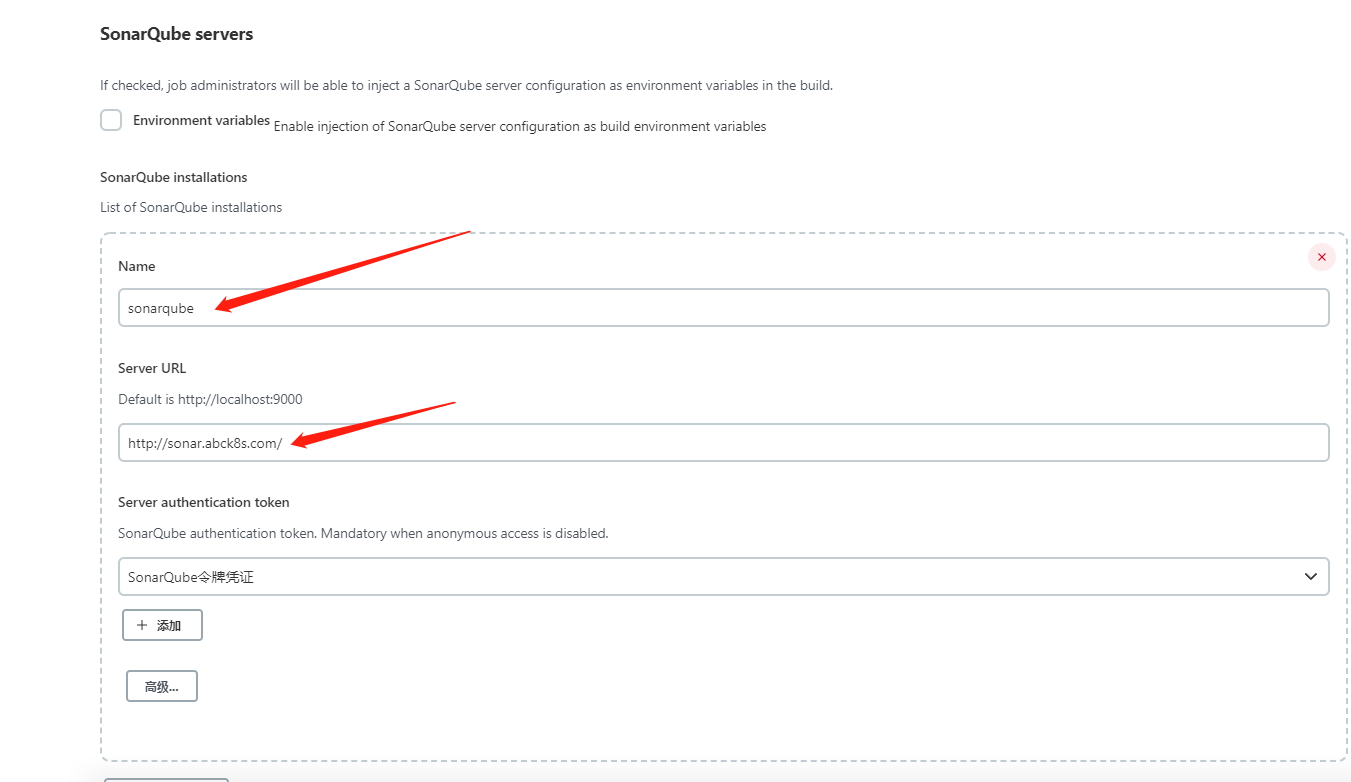 SonarQube servers
If checked, job administrators will be able to inject a SonarQube server configuration as environment variables in the build.
Environment variables Enable injection of SonarQube server configuration as build environment variables
SonarQube installations
List of SonarQube installations
Name
sonarqube
Server URL
Default is http://localhost:9000
http://sonar.abck8s.com/
Server authentication token
SonarQube authentication token. Mandatory when anonymous access is disabled.
SonarQube令牌凭证
添加
高级...